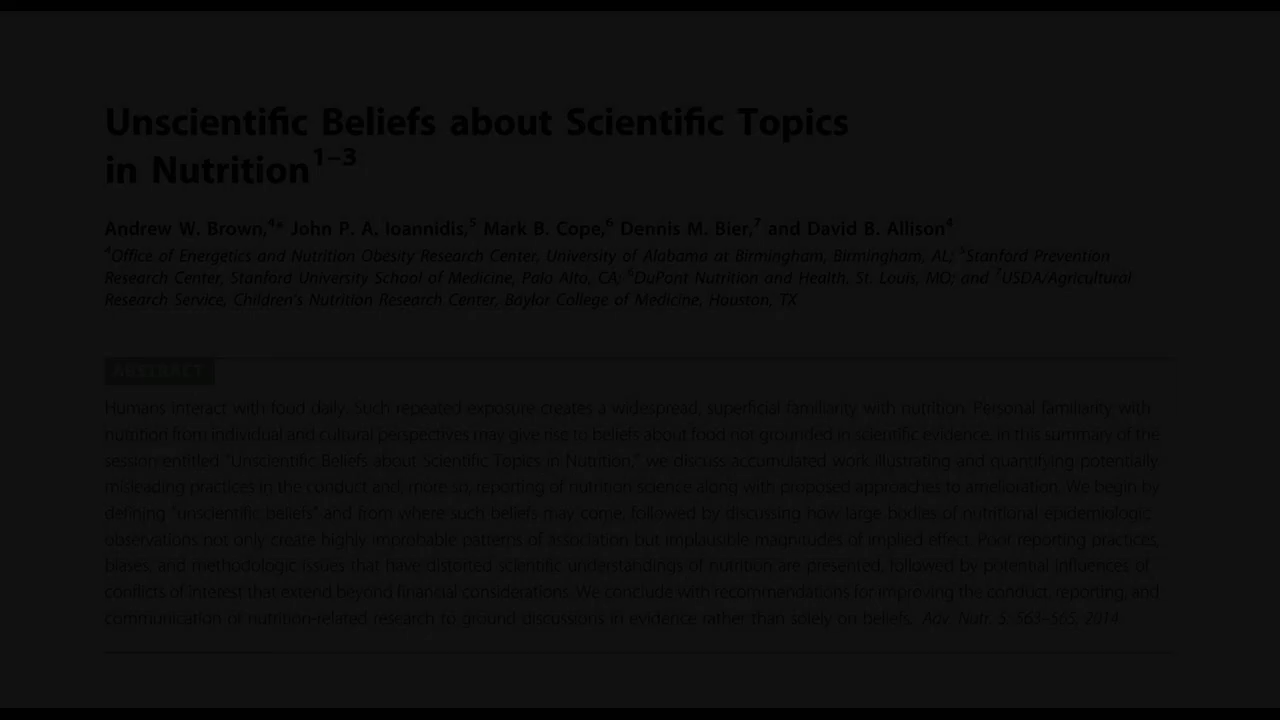 Unscientific Beliefs about Scientific Topics
in Nutrition1–3
Andrew W. Brown,4* John P. A. Ioannidis,5 Mark B. Cope,6 Dennis M. Bier,7 and David B. Allison4
4Office of Energetics and Nutrition Obesity Research Center, University of Alabama at Birmingham, Birmingham, AL; 5Stanford Prevention
Research Center, Stanford University School of Medicine, Palo Alto, CA; 6DuPont Nutrition and Health, St. Louis, MO; and 7USDA/Agricultural
Research Service, Children's Nutrition Research Center, Baylor College of Medicine, Houston, TX
ABSTRACT
Humans interact with food daily. Such repeated exposure creates a widespread, superficial familiarity with nutrition. Personal familiarity with
nutrition from individual and cultural perspectives may give rise to beliefs about food not grounded in scientific evidence. In this summary of the
session entitled "Unscientific Beliefs about Scientific Topics in Nutrition," we discuss accumulated work illustrating and quantifying potentially
misleading practices in the conduct and, more so, reporting of nutrition science along with proposed approaches to amelioration. We begin by
defining "unscientific beliefs" and from where such beliefs may come, followed by discussing how large bodies of nutritional epidemiologic
observations not only create highly improbable patterns of association but implausible magnitudes of implied effect. Poor reporting practices,
biases, and methodologic issues that have distorted scientific understandings of nutrition are presented, followed by potential influences of
conflicts of interest that extend beyond financial considerations. We conclude with recommendations for improving the conduct, reporting, and
communication of nutrition-related research to ground discussions in evidence rather than solely on beliefs. Adv. Nutr. 5: 563–565, 2014.